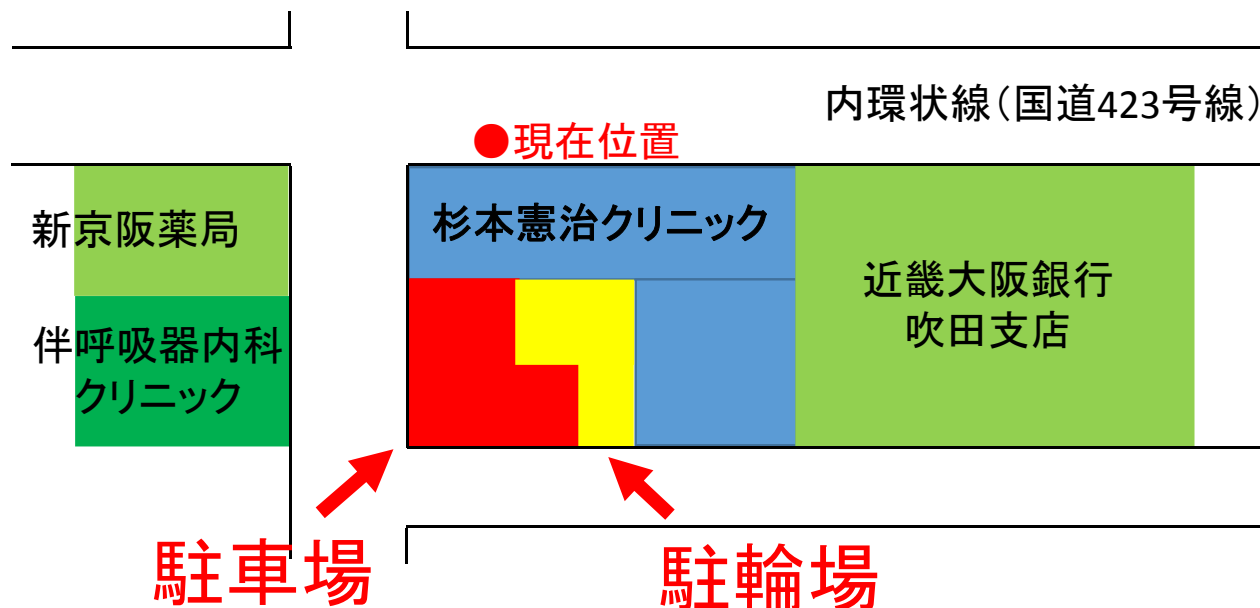 内環状線(国道423号線)
●現在位置
新京阪薬局
杉本憲治クリニック
近畿大阪銀行
吹田支店
伴呼吸器内科
クリニック
駐車場
駐輪場